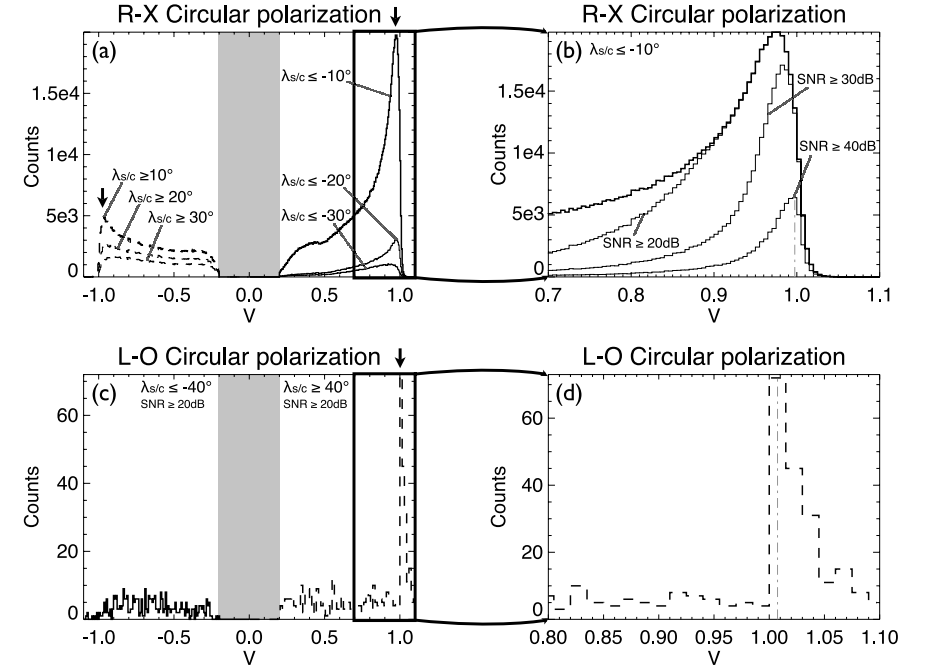 R-X Circular polarization
(a)
λs/c ≤ -10°
λs/c ≥10°
λs/c ≥ 20°
λs/c ≥ 30°
λs/c ≤ -20°
λs/c ≤ -30°
Counts
1.5e4
1e4
5e3
0
-1.0 -0.5 0.0 0.5 1.0
V
R-X Circular polarization
(b) λs/c ≤ -10°
SNR ≥ 30dB
SNR ≥ 40dB
SNR ≥ 20dB
Counts
1.5e4
1e4
5e3
0
0.7 0.8 0.9 1.0 1.1
V
L-O Circular polarization
(c)
λs/c ≤ -40°
SNR ≥ 20dB
λs/c ≥ 40°
SNR ≥ 20dB
Counts
60
40
20
0
-1.0 -0.5 0.0 0.5 1.0
V
L-O Circular polarization
(d)
Counts
60
40
20
0
0.80 0.85 0.90 0.95 1.00 1.05 1.10
V